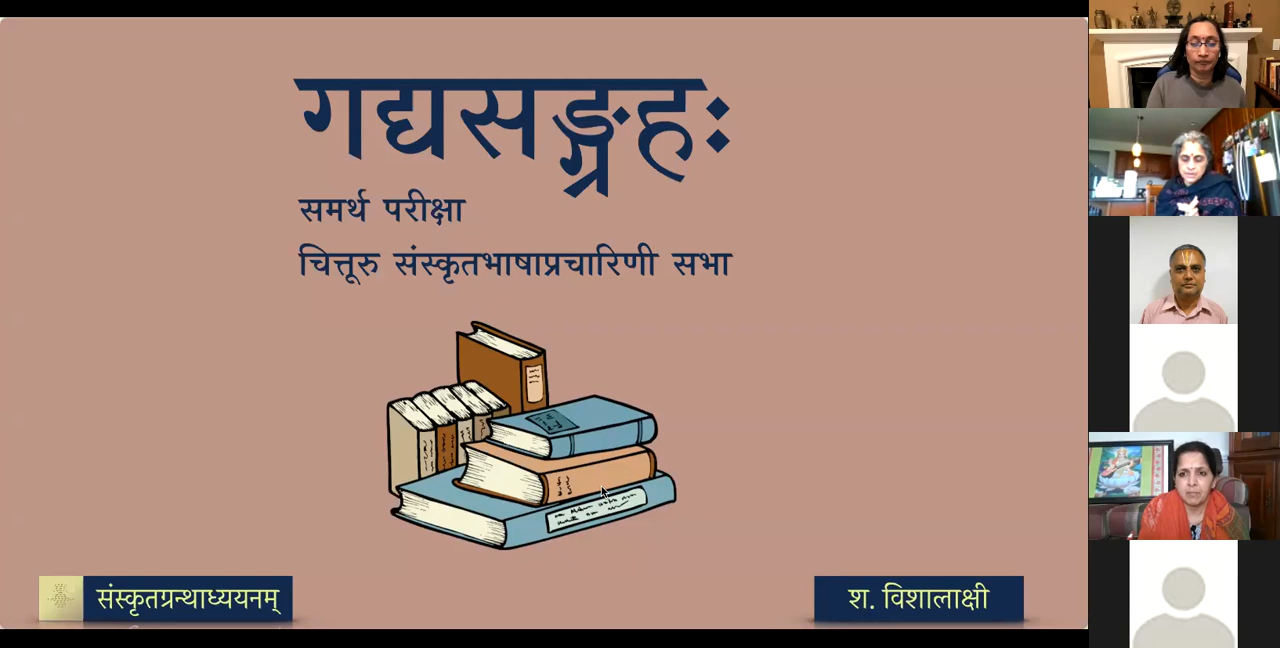 गद्यसङ्ग्रहः
समर्थ परीक्षा
चित्तूरु संस्कृतभाषाप्रचारिणी सभा
संस्कृतग्रन्थाध्ययनम्
श. विशालाक्षी